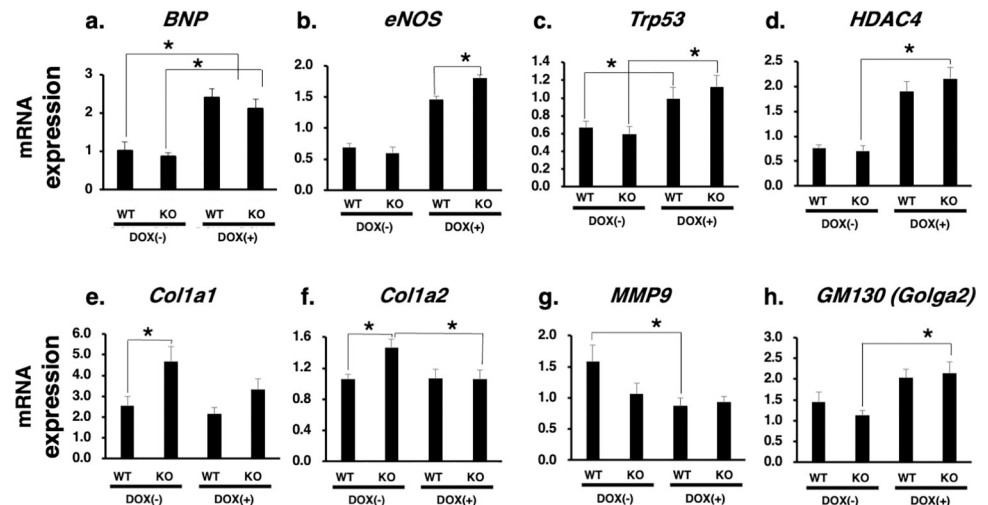 a. BNP
b. eNOS
c. Trp53
d. HDAC4
mRNA
expression
*
*
3
2
1
0
1
WT KO WT KO
DOX(-) DOX(+)
*
2.0
1.5
1.0
0.5
0.0
WT KO WT KO
DOX(-) DOX(+)
*
*
1.6
1.4
1.2
1.0
0.8
0.6
0.4
0.2
0.0
WT KO WT KO
DOX(-) DOX(+)
*
2.5
2.0
1.5
1.0
0.5
0.0
WT KO WT KO
DOX(-) DOX(+)
e. Col1a1
f. Col1a2
g. MMP9
h. GM130 (Golga2)
mRNA
expression
*
6.0
5.0
4.0
3.0
2.0
1.0
0.0
WT KO WT KO
DOX(-) DOX(+)
*
*
1.6
1.2
0.8
0.4
0.0
WT KO WT KO
DOX(-) DOX(+)
*
2.0
1.5
1.0
0.5
0.0
WT KO WT KO
DOX(-) DOX(+)
*
3.0
2.5
2.0
1.5
1.0
0.5
0.0
WT KO WT KO
DOX(-) DOX(+)